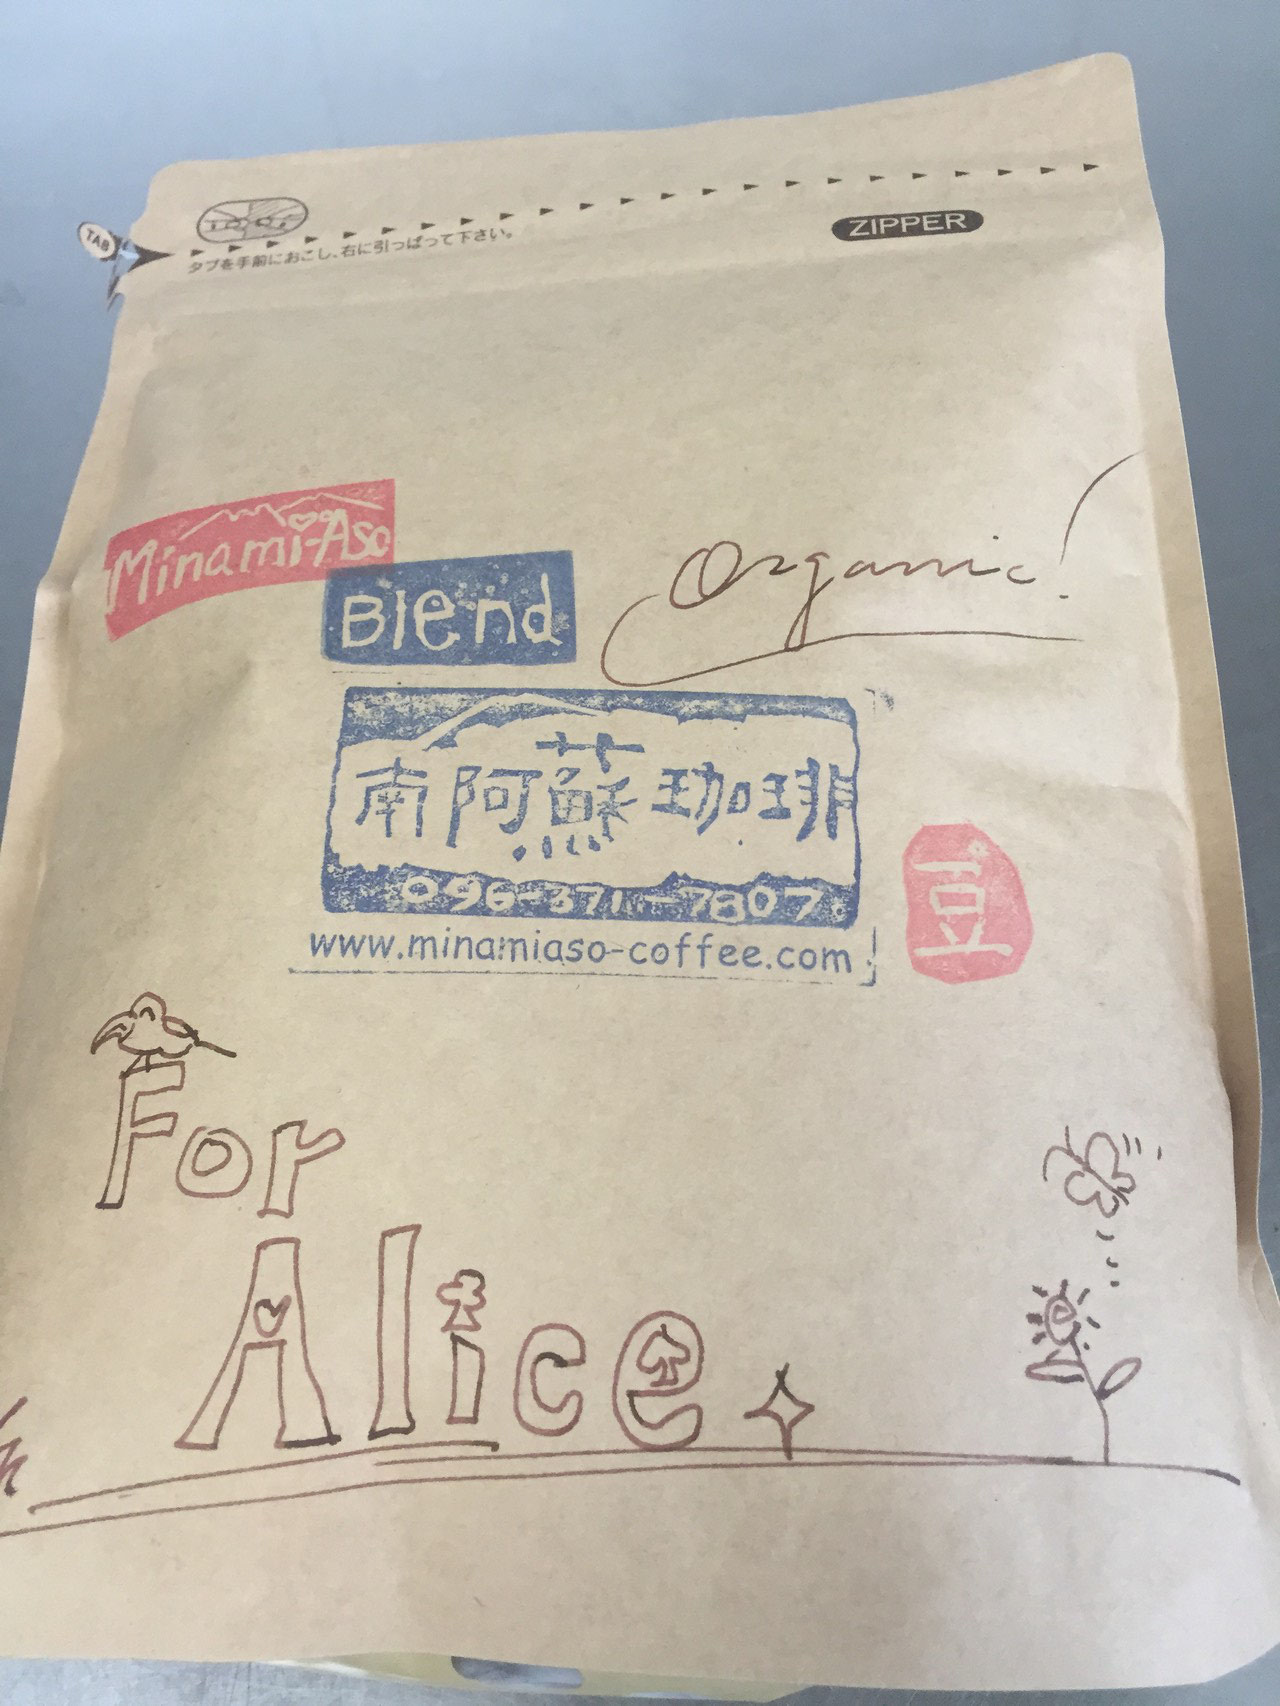 TAB
タブを手前におこし、右に引っぱって下さい。
ZIPPER
Minami-Aso
Blend
Organic!
南阿蘇珈琲
096-371-7807
www.minamiaso-coffee.com
豆
For
Alice